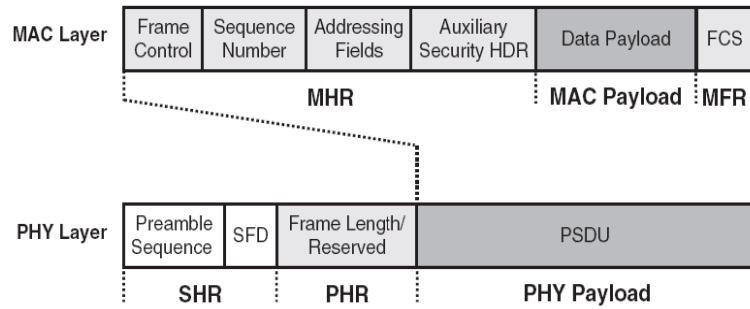 MAC Layer
Frame Control
Sequence Number
Addressing Fields
Auxiliary Security HDR
Data Payload
FCS
MHR
MAC Payload
MFR
PHY Layer
Preamble Sequence
SFD
Frame Length/ Reserved
PSDU
SHR
PHR
PHY Payload